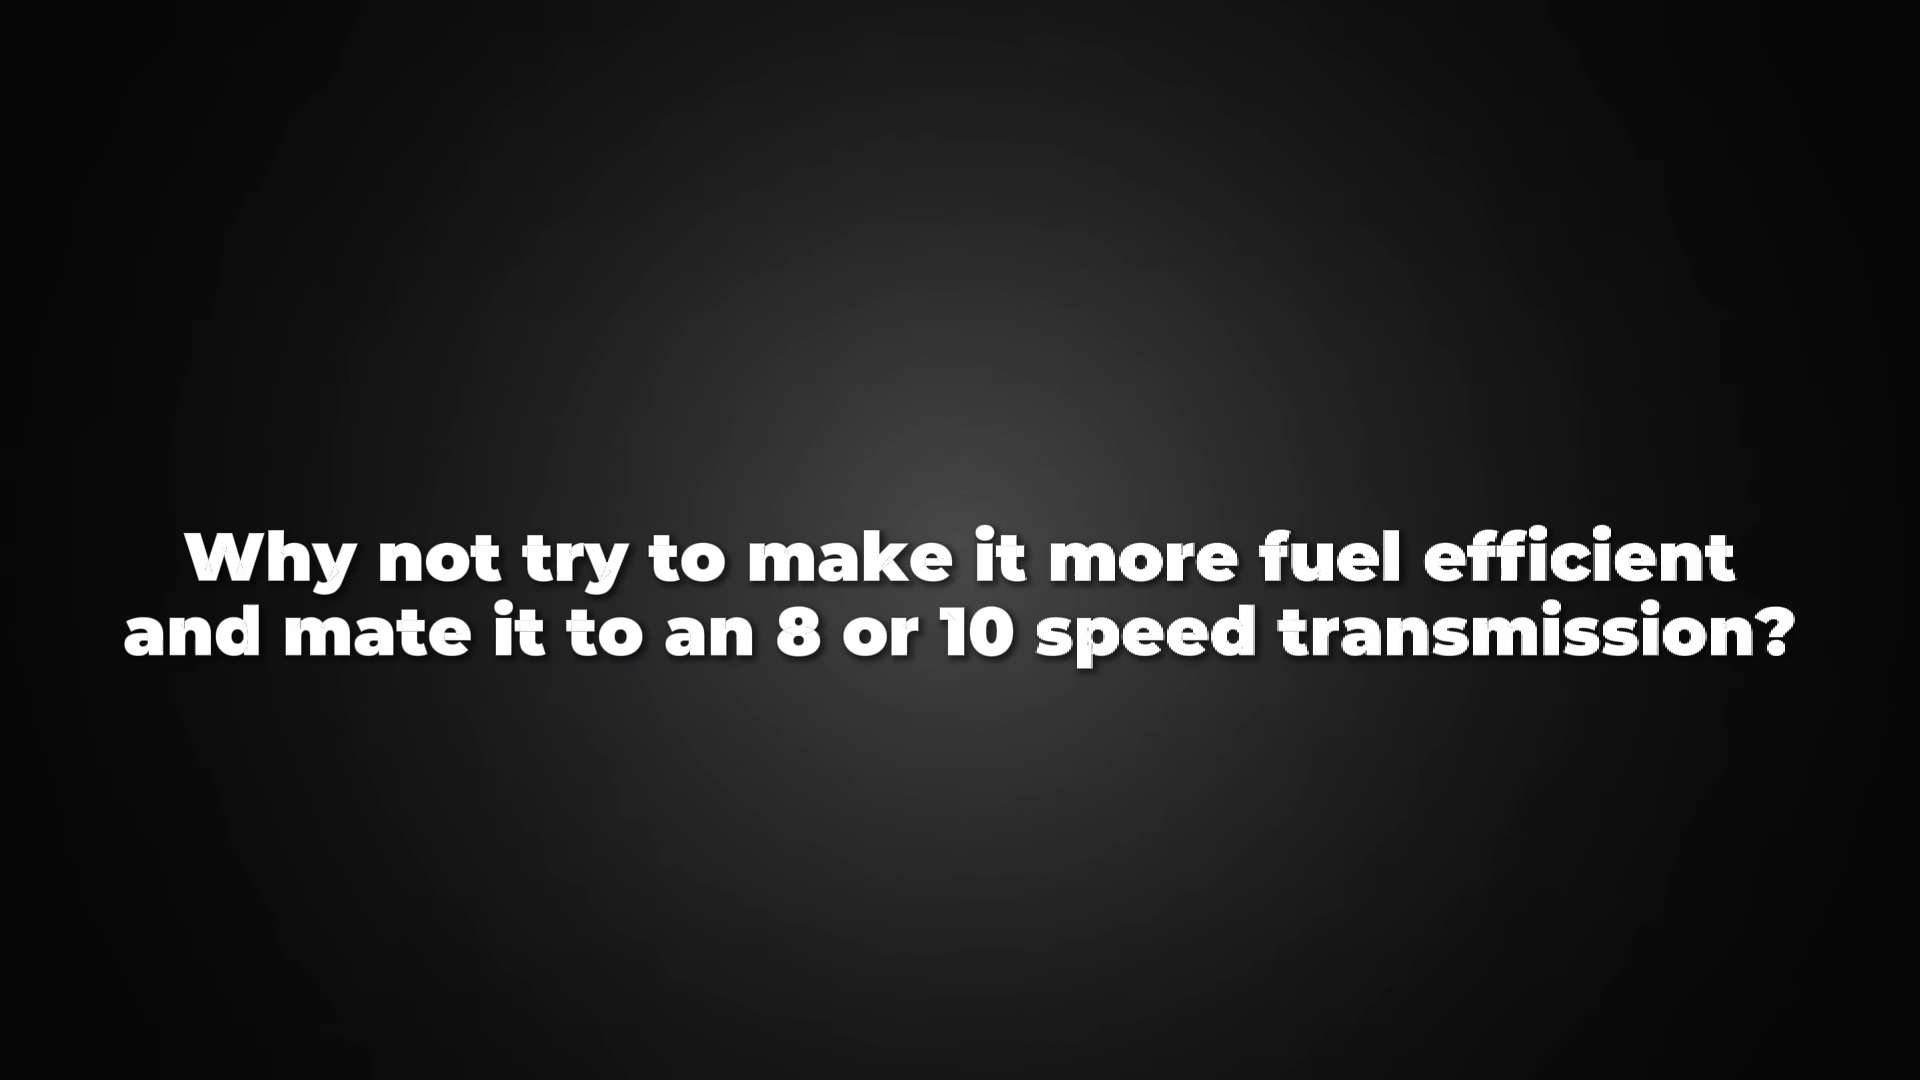 Why not try to make it more fuel efficient
and mate it to an 8 or 10 speed transmission?